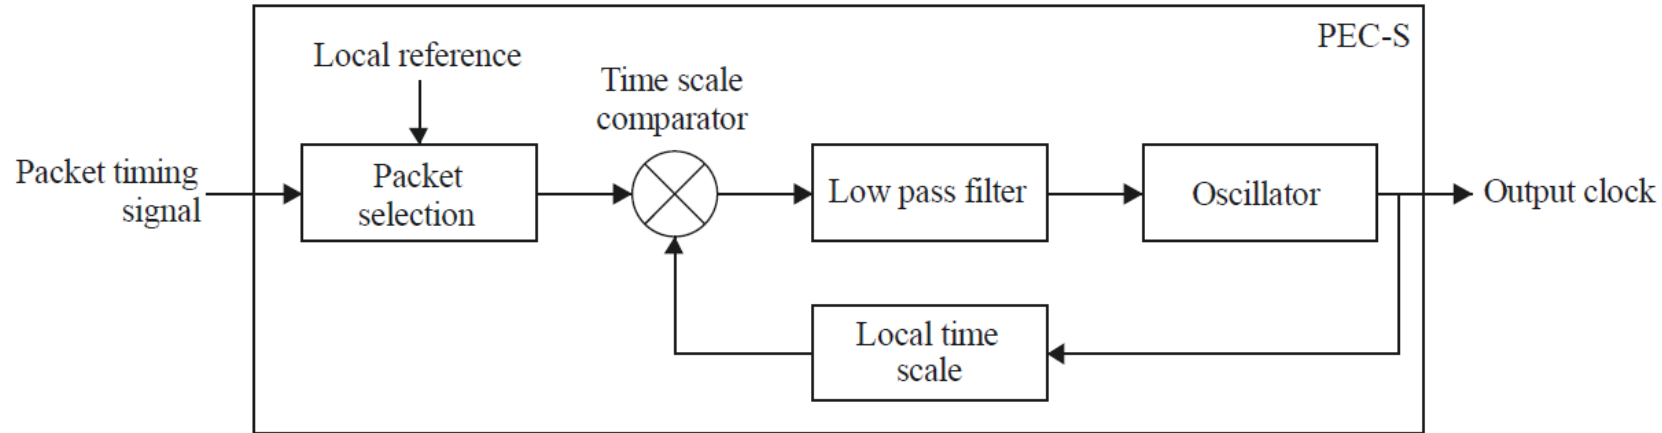 PEC-S
Local reference
Time scale
comparator
Packet timing
signal
Packet
selection
Low pass filter
Oscillator
Output clock
Local time
scale